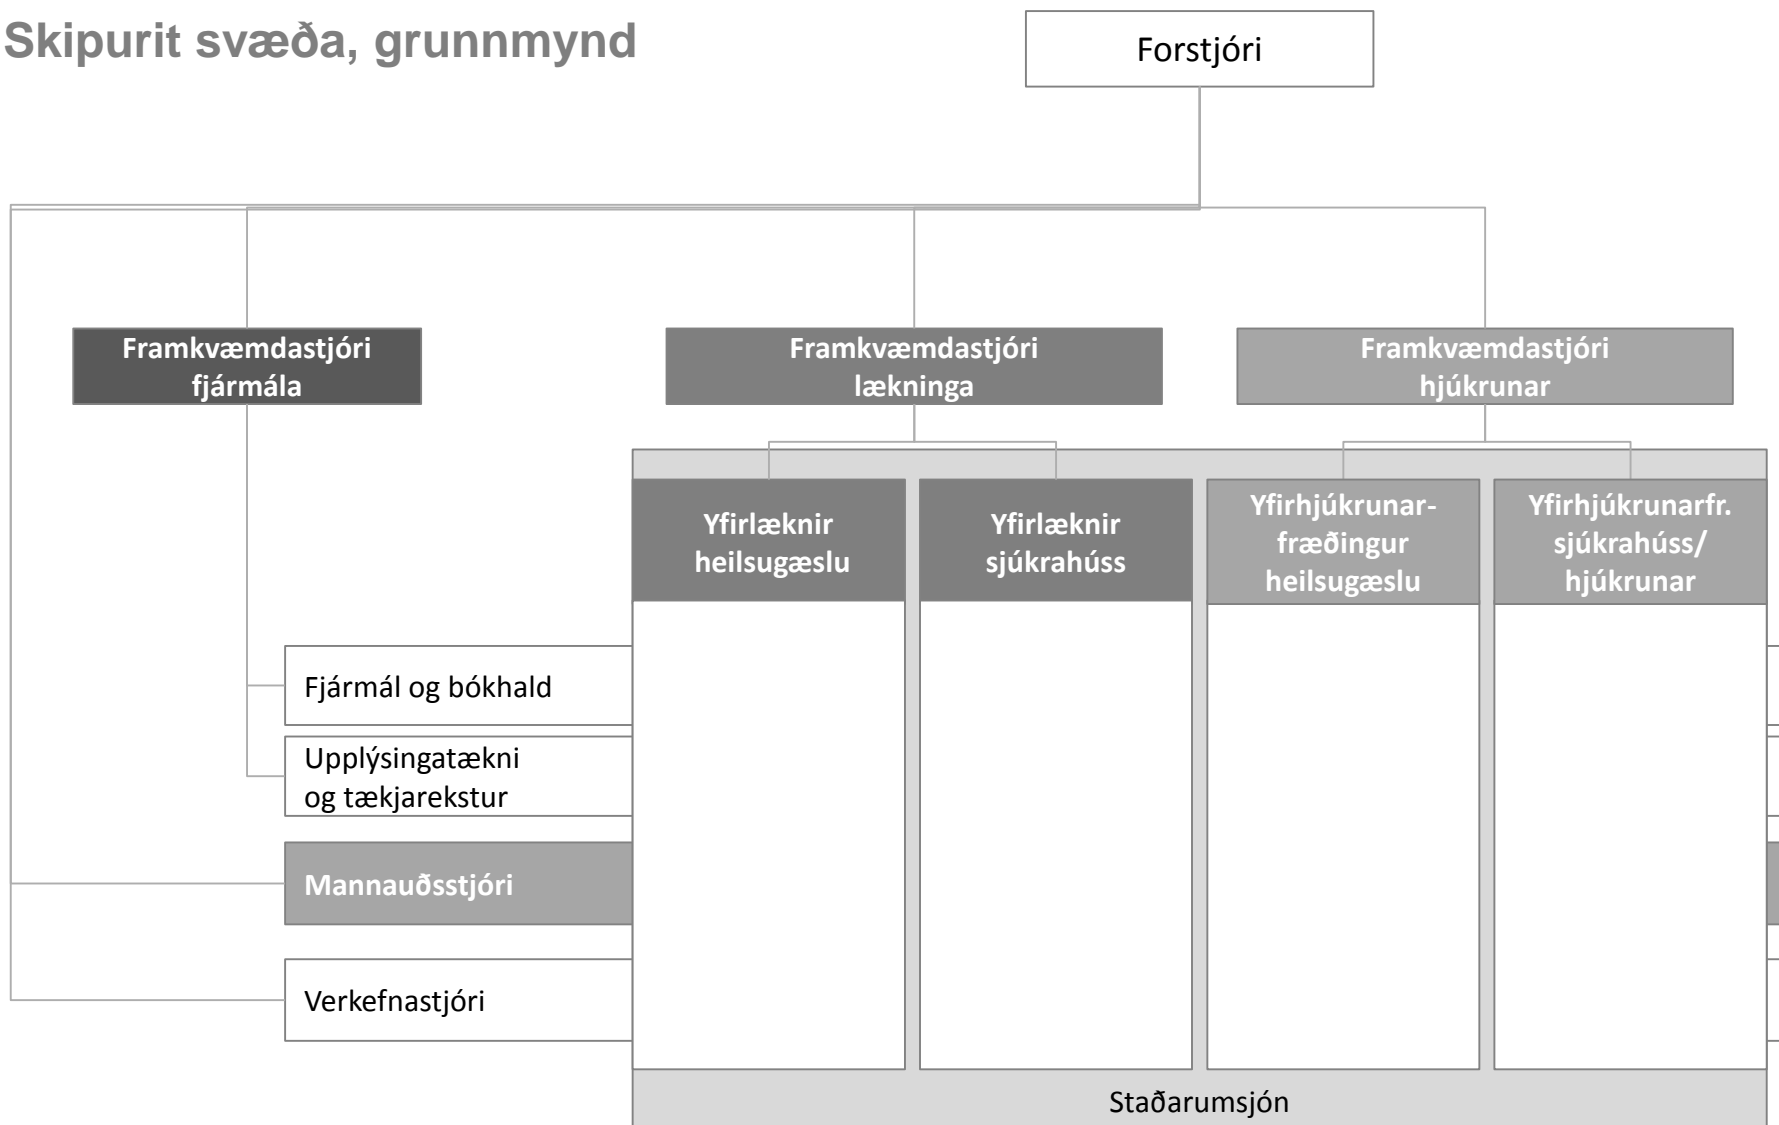 Skipurit svæða, grunnmynd
Forstjóri
Framkvæmdastjóri
fjármála
Framkvæmdastjóri
lækninga
Framkvæmdastjóri
hjúkrunar
Yfirlæknir
heilsugæslu
Yfirlæknir
sjúkrahúss
Yfirhjúkrunar-
fræðingur
heilsugæslu
Yfirhjúkrunarfr.
sjúkrahúss/
hjúkrunar
Fjármál og bókhald
Upplýsingatækni
og tækjarekstur
Mannauðsstjóri
Verkefnastjóri
Staðarumsjón